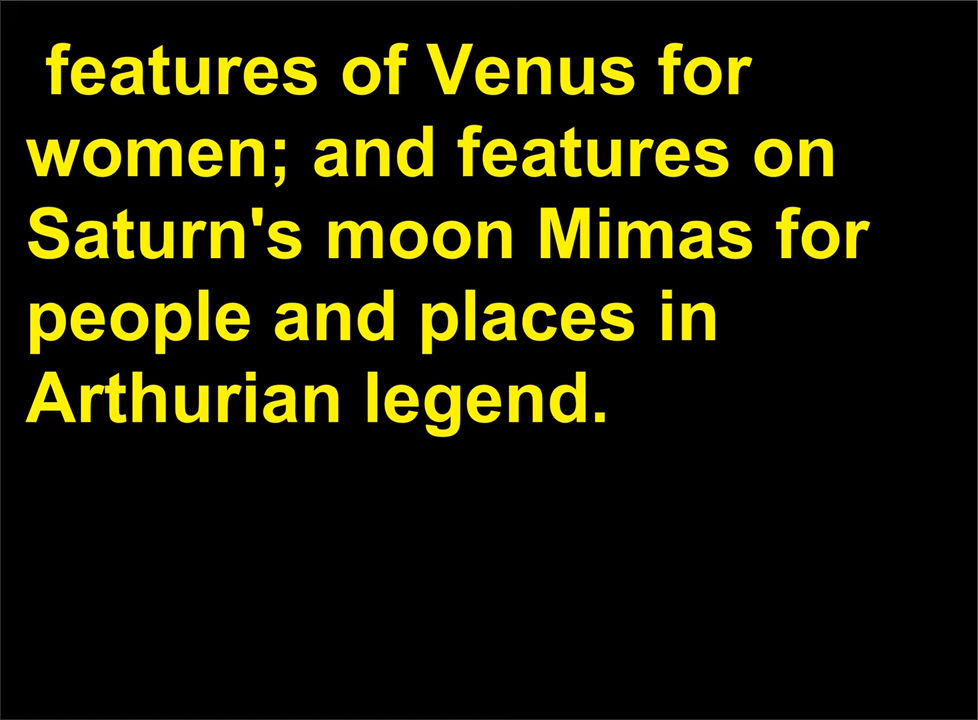 features of Venus for
women; and features on
Saturn's moon Mimas for
people and places in
Arthurian legend.